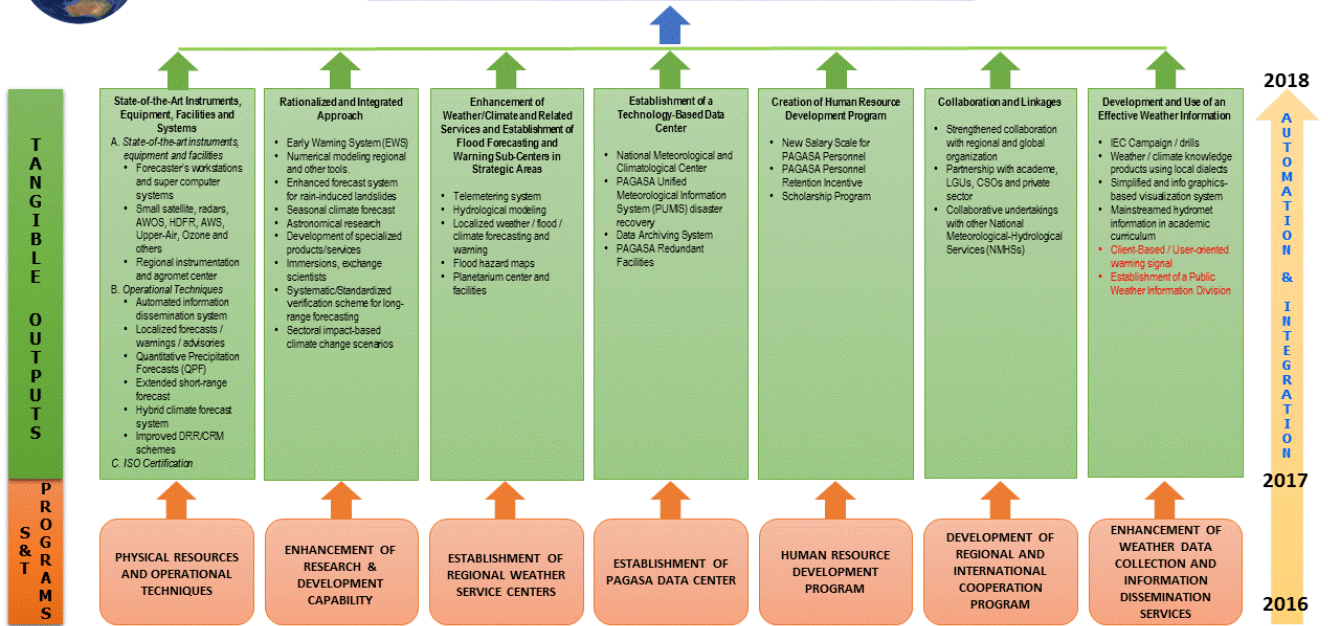 TANGIBLE OUTPUTS
State-of-the-Art Instruments,
Equipment, Facilities and
Systems
A. State-of-the-art instruments,
equipment and facilities
• Forecaster's workstations
and super computer
systems
• Small satellite, radars,
AWOS, HDFR, AWS,
Upper-Air, Ozone and
others
• Regional instrumentation
and agromet center
B. Operational Techniques
• Automated information
dissemination system
• Localized forecasts /
warnings / advisories
• Quantitative Precipitation
Forecasts (QPF)
• Extended short-range
forecast
• Hybrid climate forecast
system
• Improved DRR/CRM
schemes
C. ISO Certification
Rationalized and Integrated
Approach
• Early Warning System (EWS)
• Numerical modeling regional
and other tools.
• Enhanced forecast system
for rain-induced landslides
• Seasonal climate forecast
• Astronomical research
• Development of specialized
products/services
• Immersions, exchange
scientists
• Systematic/Standardized
verification scheme for long-
range forecasting
• Sectoral impact-based
climate change scenarios
Enhancement of
Weather/Climate and Related
Services and Establishment of
Flood Forecasting and
Warning Sub-Centers in
Strategic Areas
• Telemetering system
• Hydrological modeling
• Localized weather / flood /
climate forecasting and
warning
• Flood hazard maps
• Planetarium center and
facilities
Establishment of a
Technology-Based Data
Center
• National Meteorological and
Climatological Center
• PAGASA Unified
Meteorological Information
System (PUMS) disaster
recovery
• Data Archiving System
• PAGASA Redundant
Facilities
Creation of Human Resource
Development Program
• New Salary Scale for
PAGASA Personnel
• PAGASA Personnel
Retention Incentive
• Scholarship Program
Collaboration and Linkages
• Strengthened collaboration
with regional and global
organization
• Partnership with academe,
LGUs, CSOs and private
sector
• Collaborative undertakings
with other National
Meteorological-Hydrological
Services (NMHSs)
Development and Use of an
Effective Weather Information
• IEC Campaign / drills
• Weather / climate knowledge
products using local dialects
• Simplified and info graphics-
based visualization system
• Mainstreamed hydromet
information in academic
curriculum
• Client-Based / User-oriented
warning signal
• Establishment of a Public
Weather Information Division
2018
AUTOMATION & INTEGRATION
2017
2016
S&T
PROGRAMS
PHYSICAL RESOURCES
AND OPERATIONAL
TECHNIQUES
ENHANCEMENT OF
RESEARCH &
DEVELOPMENT
CAPABILITY
ESTABLISHMENT OF
REGIONAL WEATHER
SERVICE CENTERS
ESTABLISHMENT OF
PAGASA DATA CENTER
HUMAN RESOURCE
DEVELOPMENT
PROGRAM
DEVELOPMENT OF
REGIONAL AND
INTERNATIONAL
COOPERATION
PROGRAM
ENHANCEMENT OF
WEATHER DATA
COLLECTION AND
INFORMATION
DISSEMINATION
SERVICES